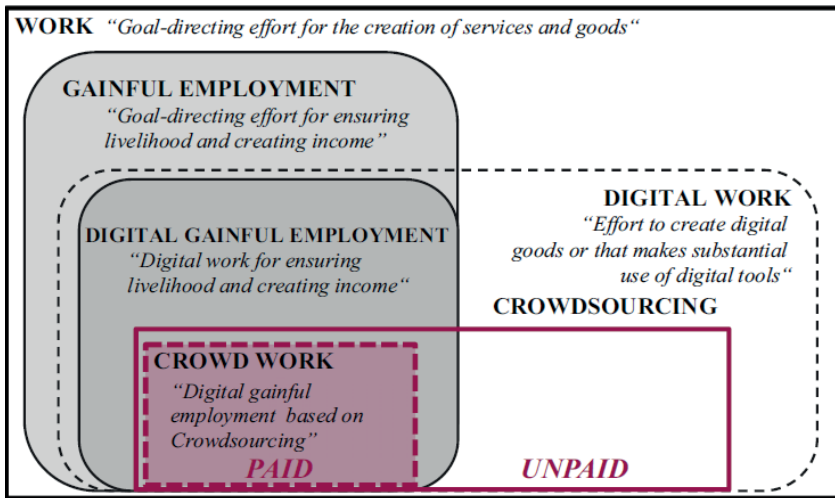 WORK “Goal-directing effort for the creation of services and goods“
GAINFUL EMPLOYMENT
“Goal-directing effort for ensuring
livelihood and creating income”
DIGITAL WORK
“Effort to create digital
goods or that makes substantial
use of digital tools“
DIGITAL GAINFUL EMPLOYMENT
“Digital work for ensuring
livelihood and creating income“
CROWDSOURCING
CROWD WORK
“Digital gainful
employment based on
Crowdsourcing”
PAID
UNPAID